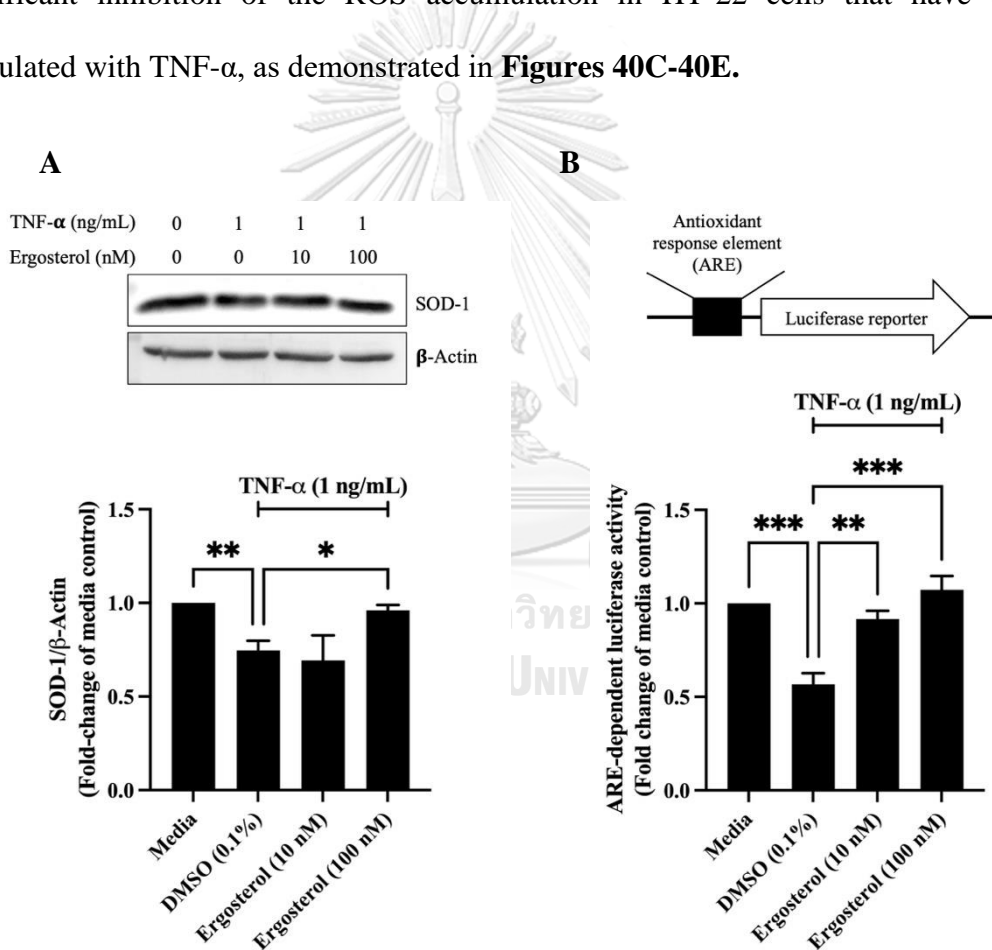 inhibition of the ROS accumulation in HT-22 cells that have
with TNF-α, as demonstrated in Figures 40C-40E.
A
B
TNF-α (ng/mL) 0 1 1 1
Ergosterol (nM) 0 0 10 100
SOD-1
β-Actin
Antioxidant
response element
(ARE)
Luciferase reporter
TNF-α (1 ng/mL)
SOD-1/β-Actin
(Fold-change of media control)
1.5
1.0
0.5
0.0
**
*
Media
DMSO (0.1%)
Ergosterol (10 nM)
Ergosterol (100 nM)
TNF-α (1 ng/mL)
ARE-dependent luciferase activity
(Fold change of media control)
1.5
1.0
0.5
0.0
***
**
***
Media
DMSO (0.1%)
Ergosterol (10 nM)
Ergosterol (100 nM)